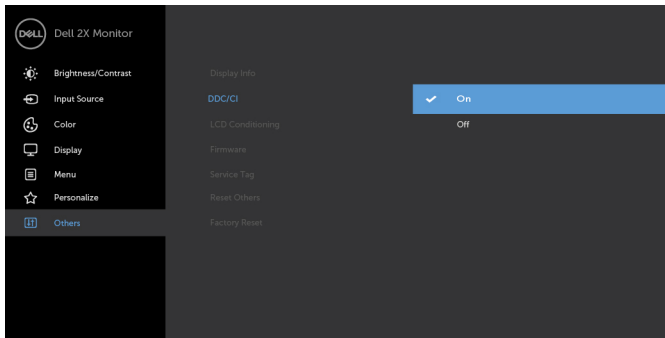 DELL Dell 2X Monitor
Brightness/Contrast
Input Source
Color
Display
Menu
Personalize
Others
Display Info
DDC/CI
LCD Conditioning
Firmware
Service Tag
Reset Others
Factory Reset
On
Off